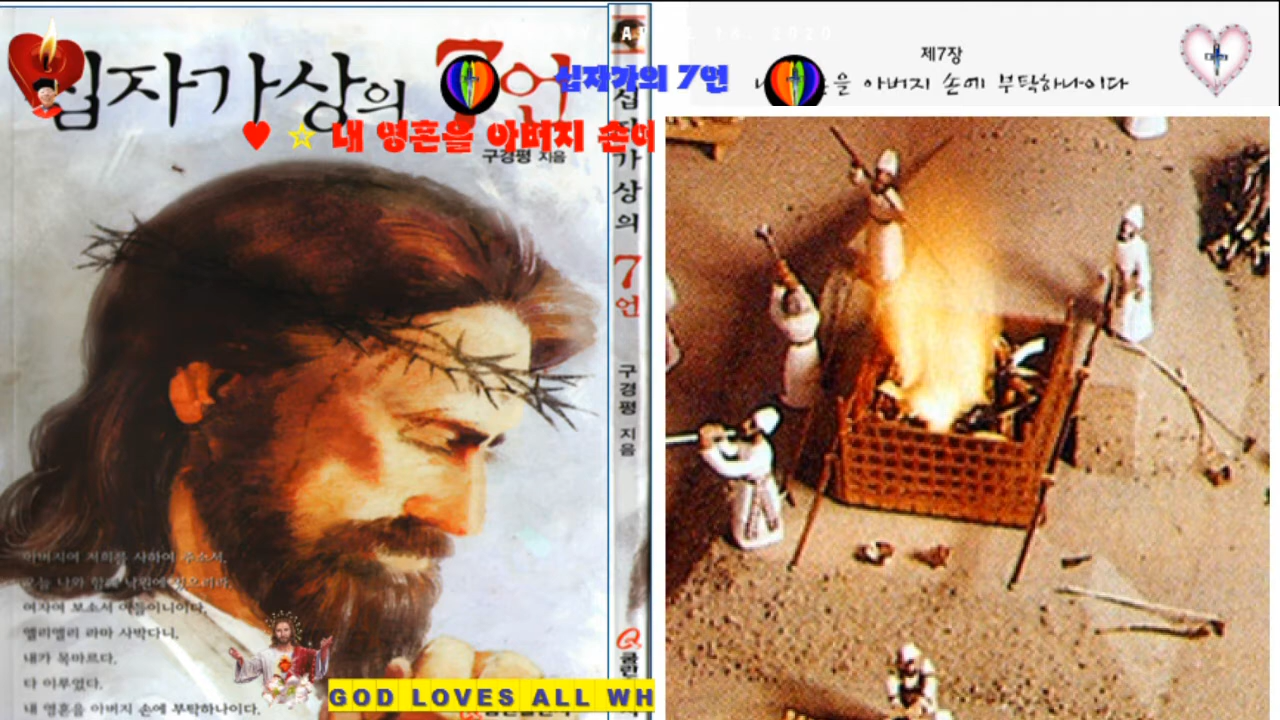 십자가상의 7언
십자가의 7언
내 영혼을 아버지 손에
구경평 지음
아버지여 저희를 사하여 주소서.
오늘 나와 함께 낙원에 있으리라.
여자여 보소서 아들이니이다.
엘리엘리 라마 사박다니.
내가 목마르다.
다 이루었다.
내 영혼을 아버지 손에 부탁하나이다.
GOD LOVES ALL WH
십자가상의 7언
구경평 지음
쿨란
APRIL 18, 2020
제7장
을 아버지 손에 부탁하나이다